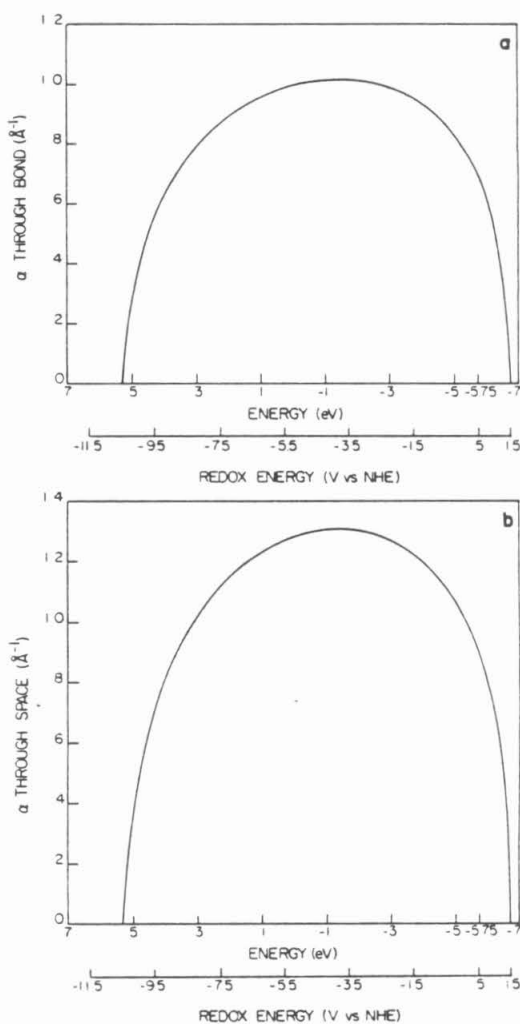 a
1 2
1 0
8
6
4
2
0
α THROUGH BOND (Å⁻¹)
7 5 3 1 -1 -3 -5 -5 75 -7
ENERGY (eV)
-11 5 -9 5 -7 5 -5 5 -3 5 -1 5 5 1 5
REDOX ENERGY (V vs NHE)
b
1 4
1 2
1 0
8
6
4
2
0
α THROUGH SPACE (Å⁻¹)
7 5 3 1 -1 -3 -5 -5 75 -7
ENERGY (eV)
-11 5 -9 5 -7 5 -5 5 -3 5 -1 5 5 1 5
REDOX ENERGY (V vs NHE)